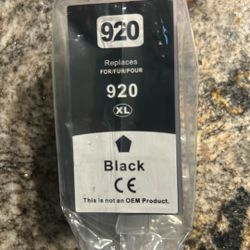 920
Replaces
FOR/FUR/POUR
920
XL
Black
CE
This is not an OEM Product.